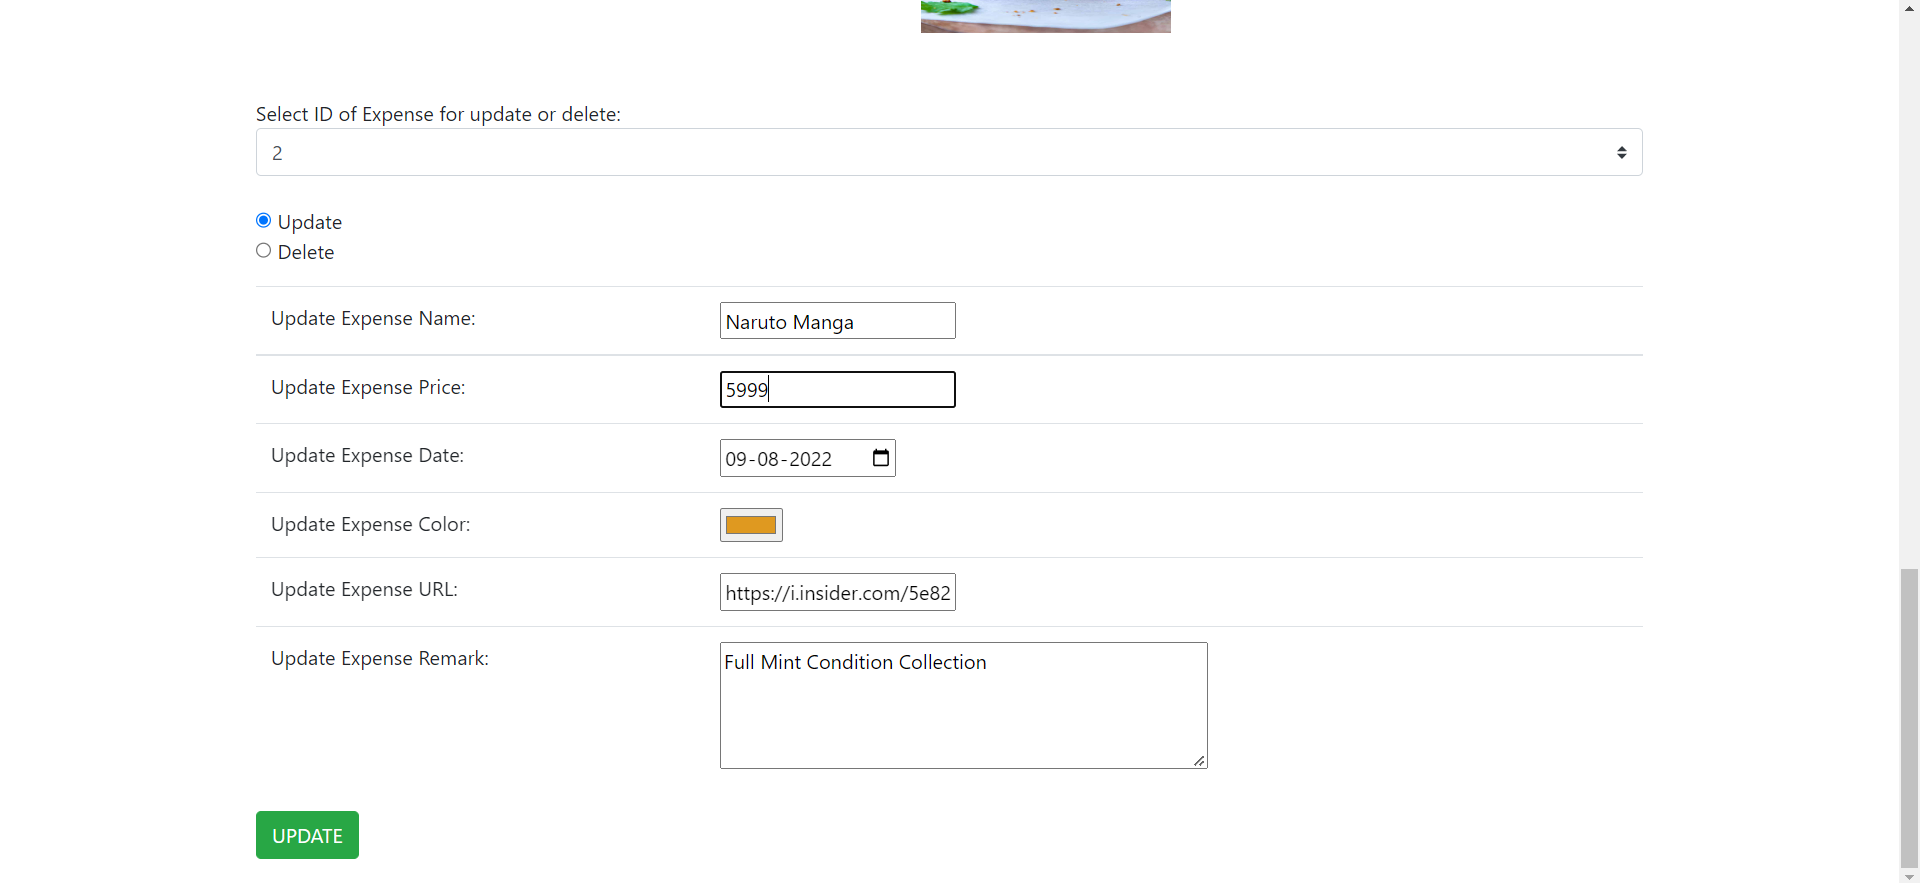 Select ID of Expense for update or delete:
2
Update
Delete
Update Expense Name:
Naruto Manga
Update Expense Price:
5999
Update Expense Date:
09-08-2022
Update Expense Color:
Update Expense URL:
https://i.insider.com/5e82
Update Expense Remark:
Full Mint Condition Collection
UPDATE